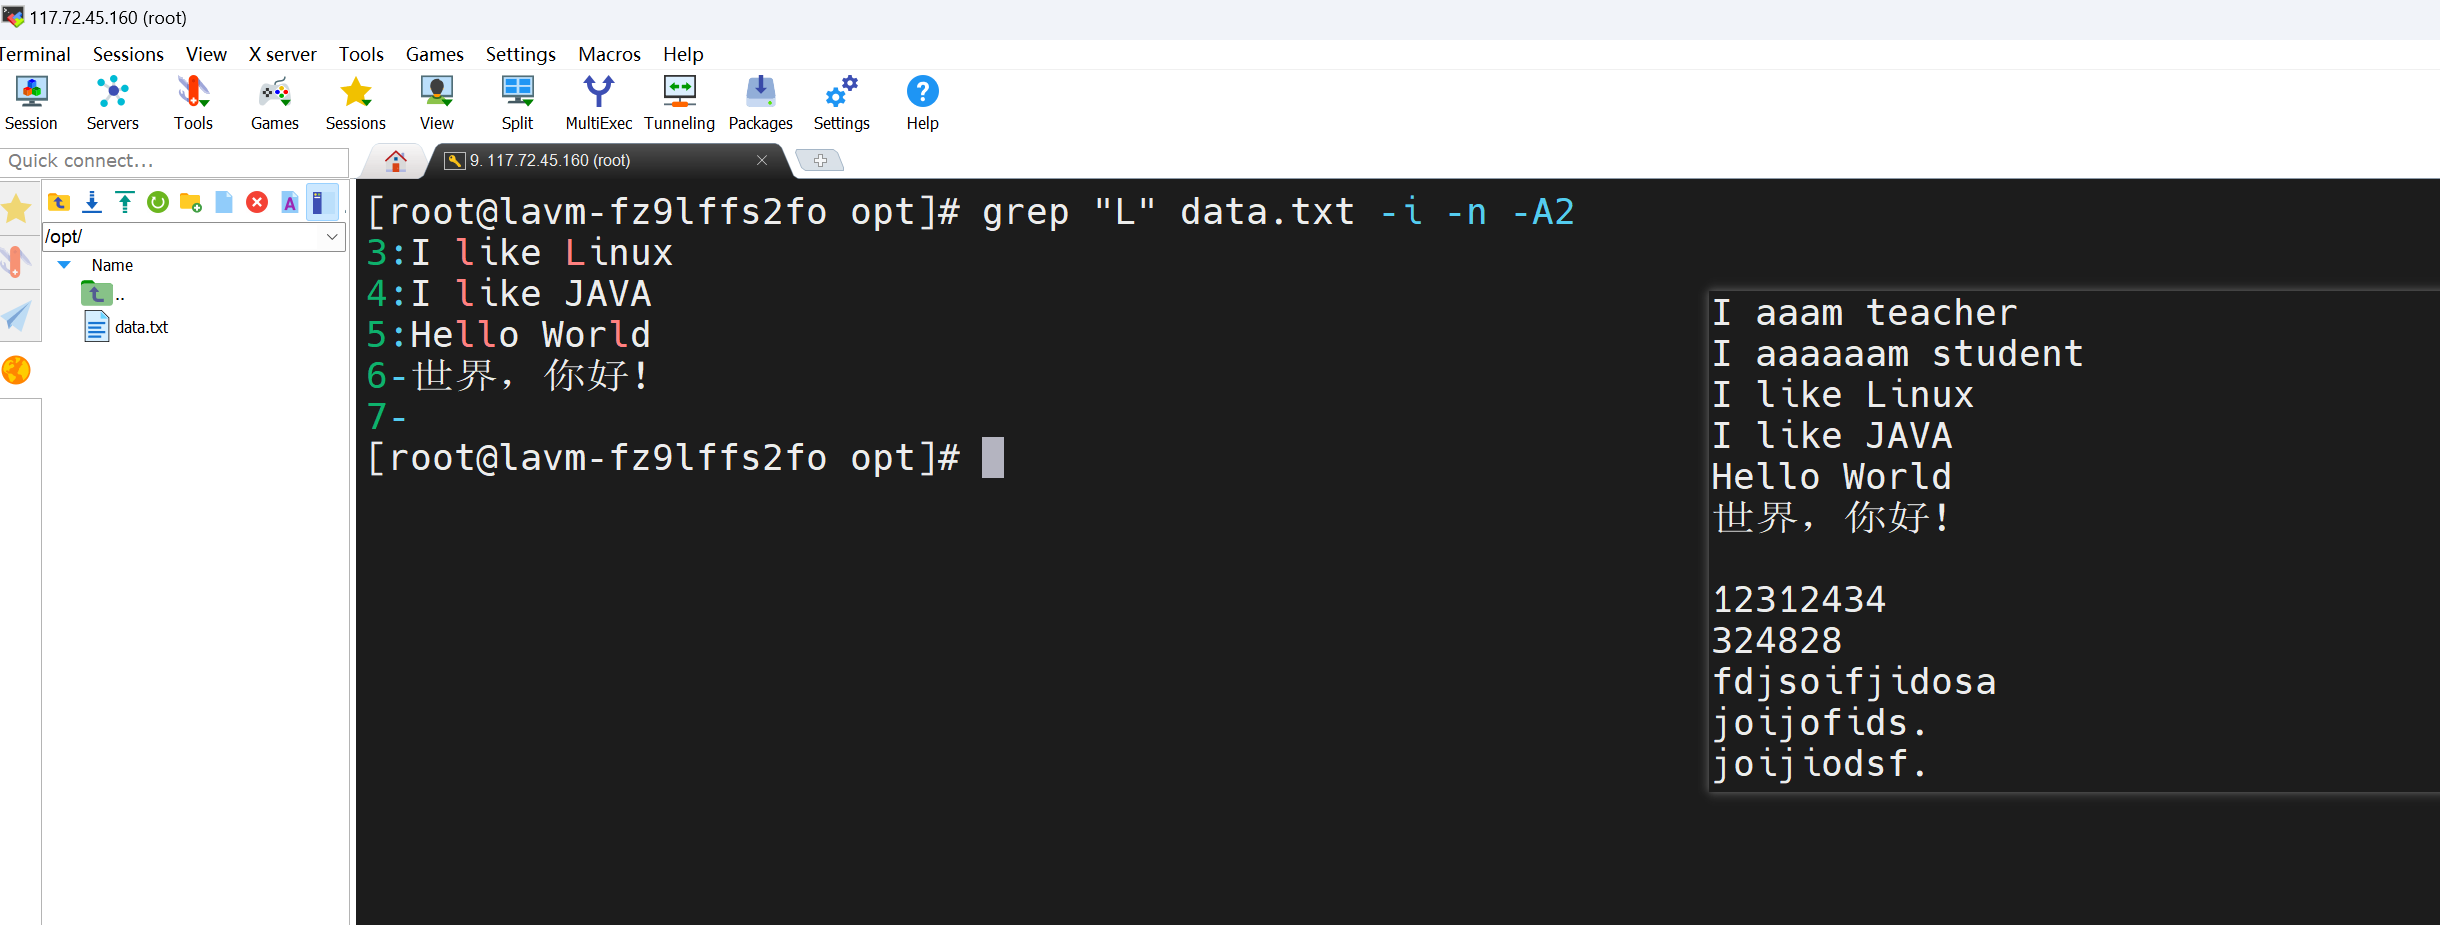 117.72.45.160 (root)
Terminal Sessions View X server Tools Games Settings Macros Help
Session Servers Tools Games Sessions View Split MultiExec Tunneling Packages Settings Help
Quick connect...
9. 117.72.45.160 (root)
/opt/
Name
..
data.txt
[root@lavm-fz9lffs2fo opt]# grep "L" data.txt -i -n -A2
3:I like Linux
4:I like JAVA
5:Hello World
6-世界，你好！
7-
[root@lavm-fz9lffs2fo opt]#
I aaam teacher
I aaaaaam student
I like Linux
I like JAVA
Hello World
世界，你好！
12312434
324828
fdjsoifjidosa
joijofids.
joijiodsf.